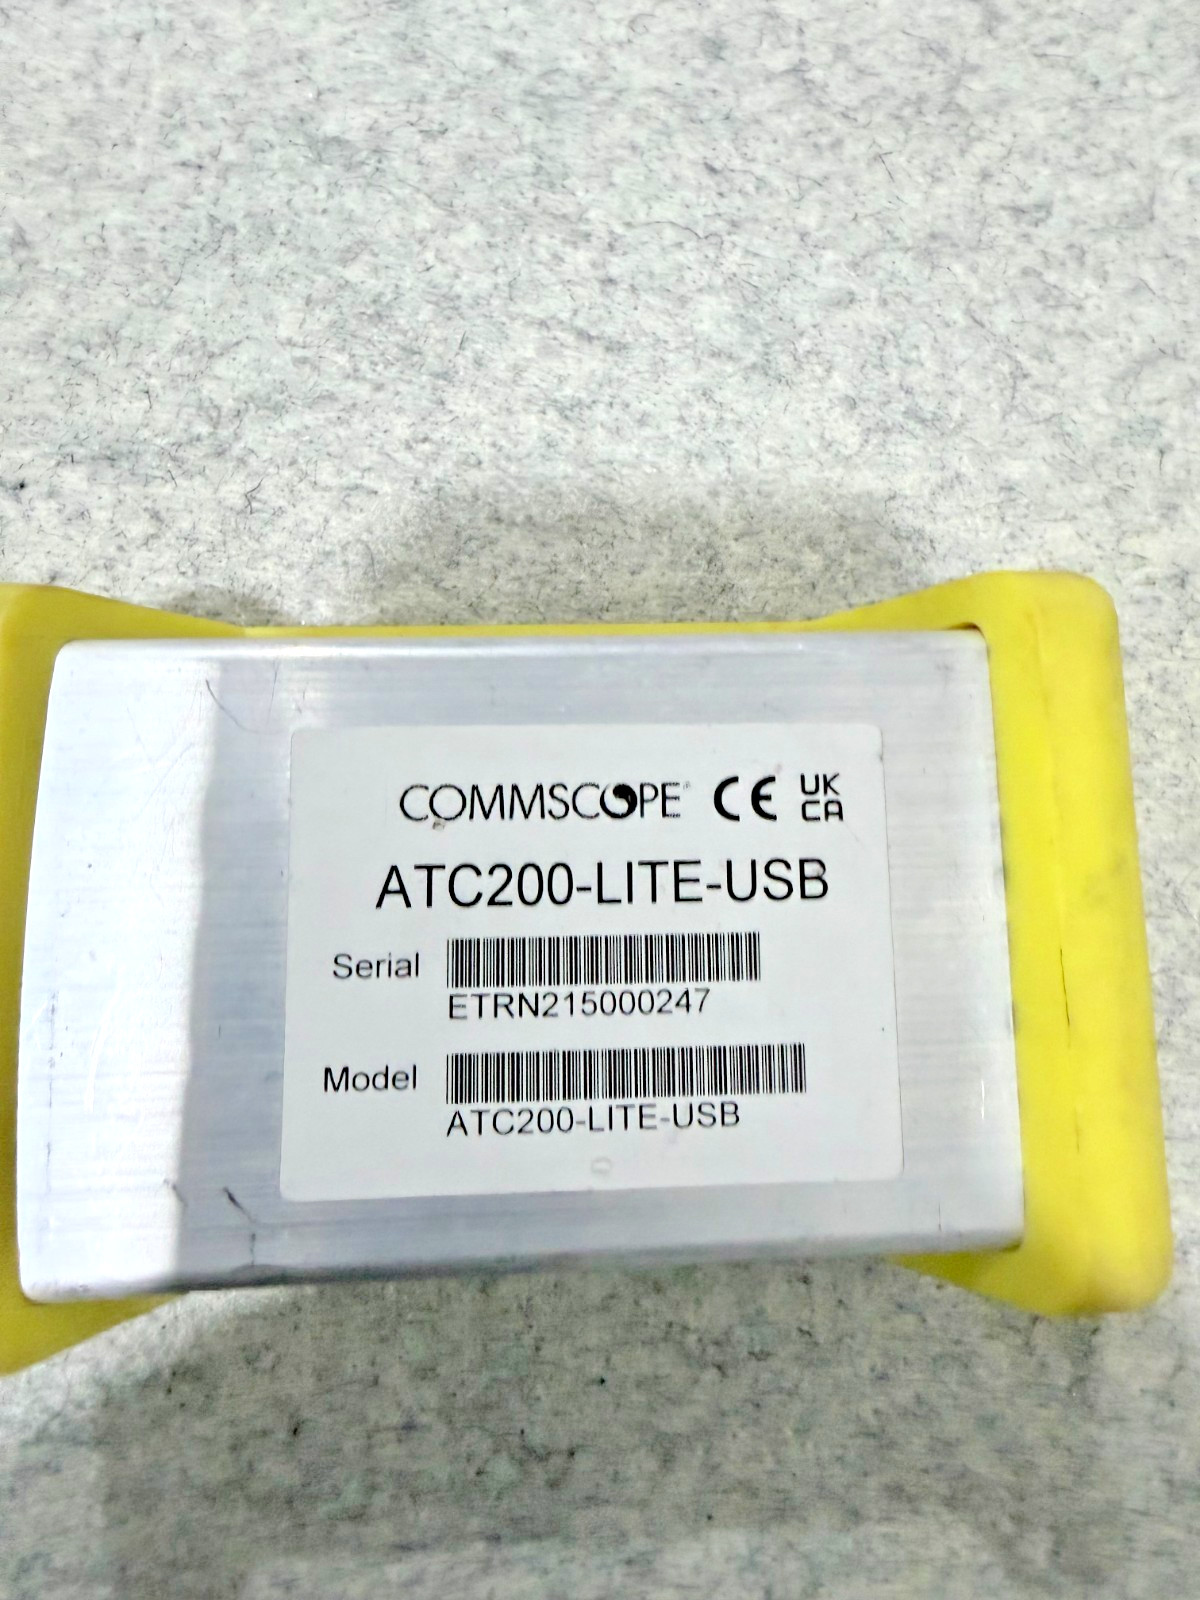 COMMSCOPE® CE UK CA
ATC200-LITE-USB
Serial
ETRN215000247
Model
ATC200-LITE-USB